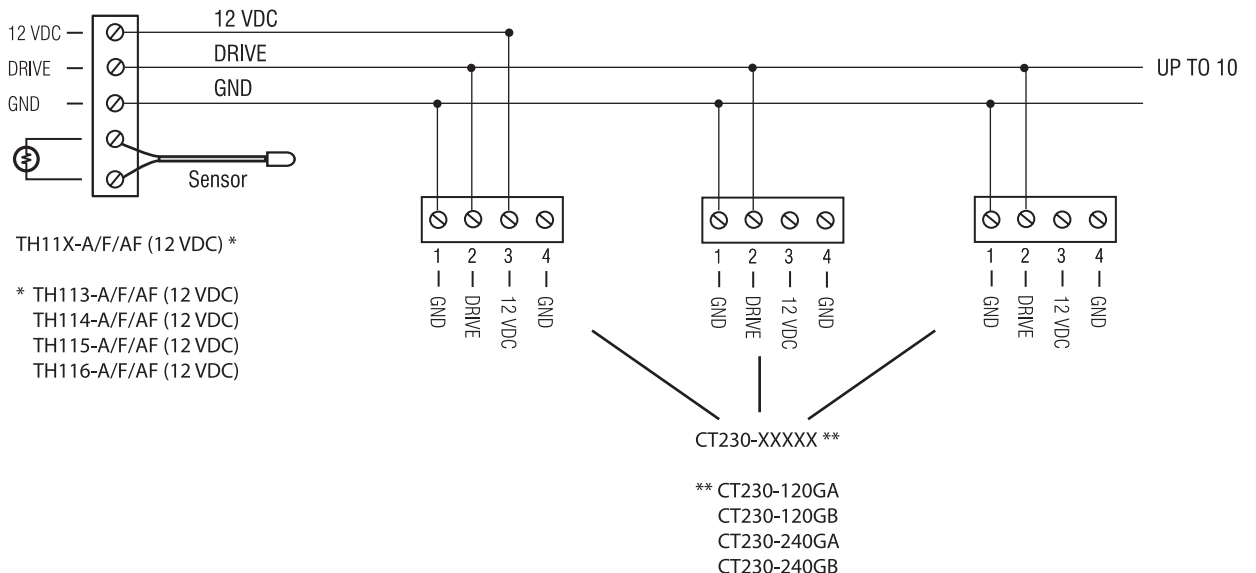 12 VDC
12 VDC
DRIVE
DRIVE
GND
GND
UP TO 10
Sensor
TH11X-A/F/AF (12 VDC) *
* TH113-A/F/AF (12 VDC)
TH114-A/F/AF (12 VDC)
TH115-A/F/AF (12 VDC)
TH116-A/F/AF (12 VDC)
1 2 3 4
GND DRIVE 12 VDC GND
1 2 3 4
GND DRIVE 12 VDC GND
1 2 3 4
GND DRIVE 12 VDC GND
CT230-XXXXX **
** CT230-120GA
CT230-120GB
CT230-240GA
CT230-240GB